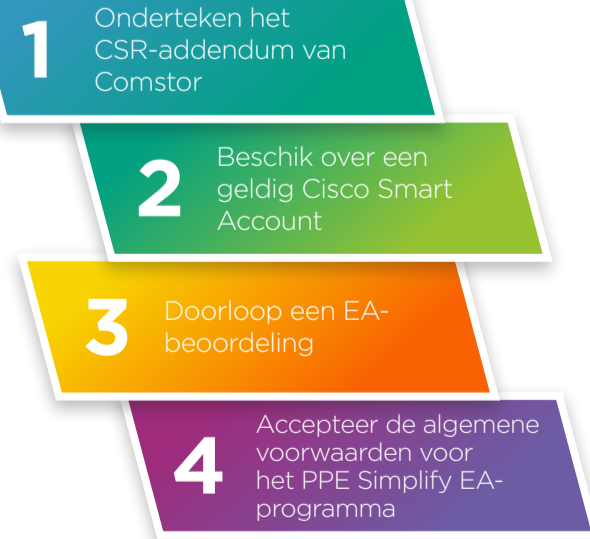 1
Onderteken het
CSR-addendum van
Comstor
2
Beschik over een
geldig Cisco Smart
Account
3
Doorloop een EA-
beoordeling
4
Accepteer de algemene
voorwaarden voor
het PPE Simplify EA-
programma